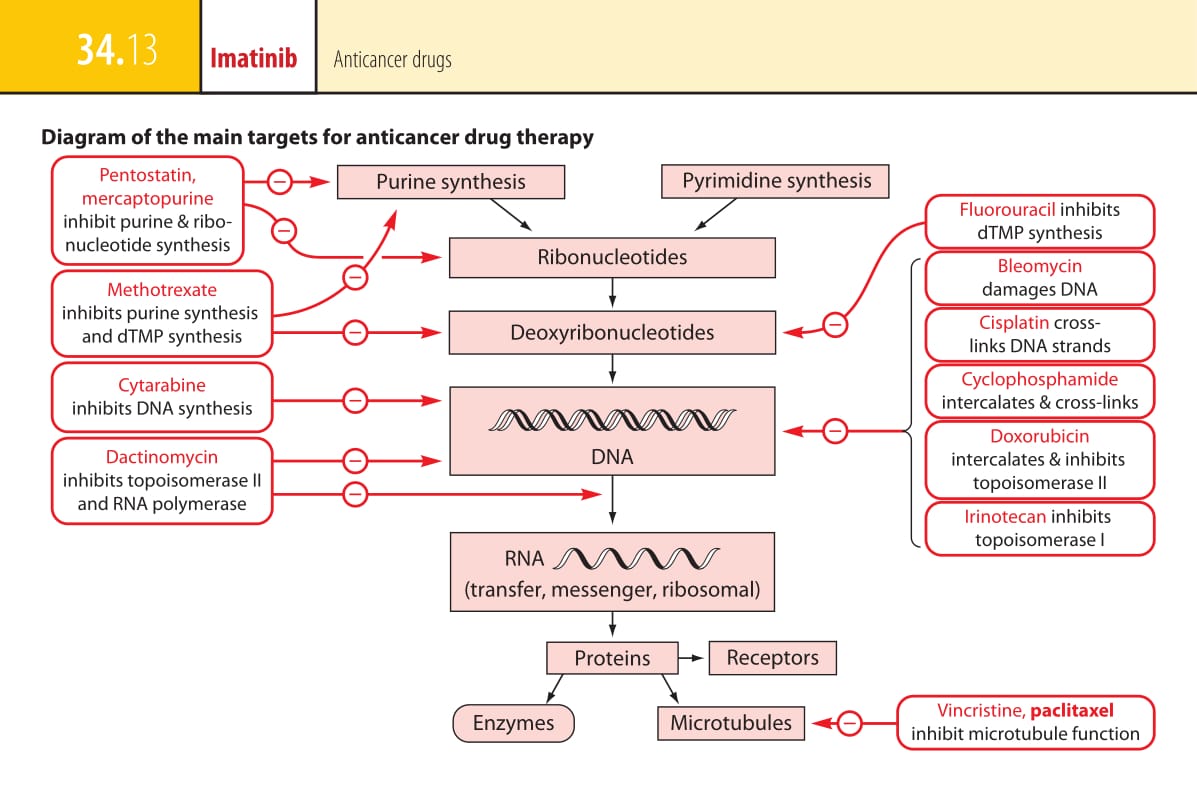 34.13
Imatinib
Anticancer drugs
Diagram of the main targets for anticancer drug therapy
Pentostatin,
mercaptopurine
inhibit purine & ribo-
nucleotide synthesis
Methotrexate
inhibits purine synthesis
and dTMP synthesis
Cytarabine
inhibits DNA synthesis
Dactinomycin
inhibits topoisomerase II
and RNA polymerase
Purine synthesis
Pyrimidine synthesis
Ribonucleotides
Deoxyribonucleotides
DNA
RNA
(transfer, messenger, ribosomal)
Proteins
Receptors
Enzymes
Microtubules
Fluorouracil inhibits
dTMP synthesis
Bleomycin
damages DNA
Cisplatin cross-
links DNA strands
Cyclophosphamide
intercalates & cross-links
Doxorubicin
intercalates & inhibits
topoisomerase II
Irinotecan inhibits
topoisomerase I
Vincristine, paclitaxel
inhibit microtubule function